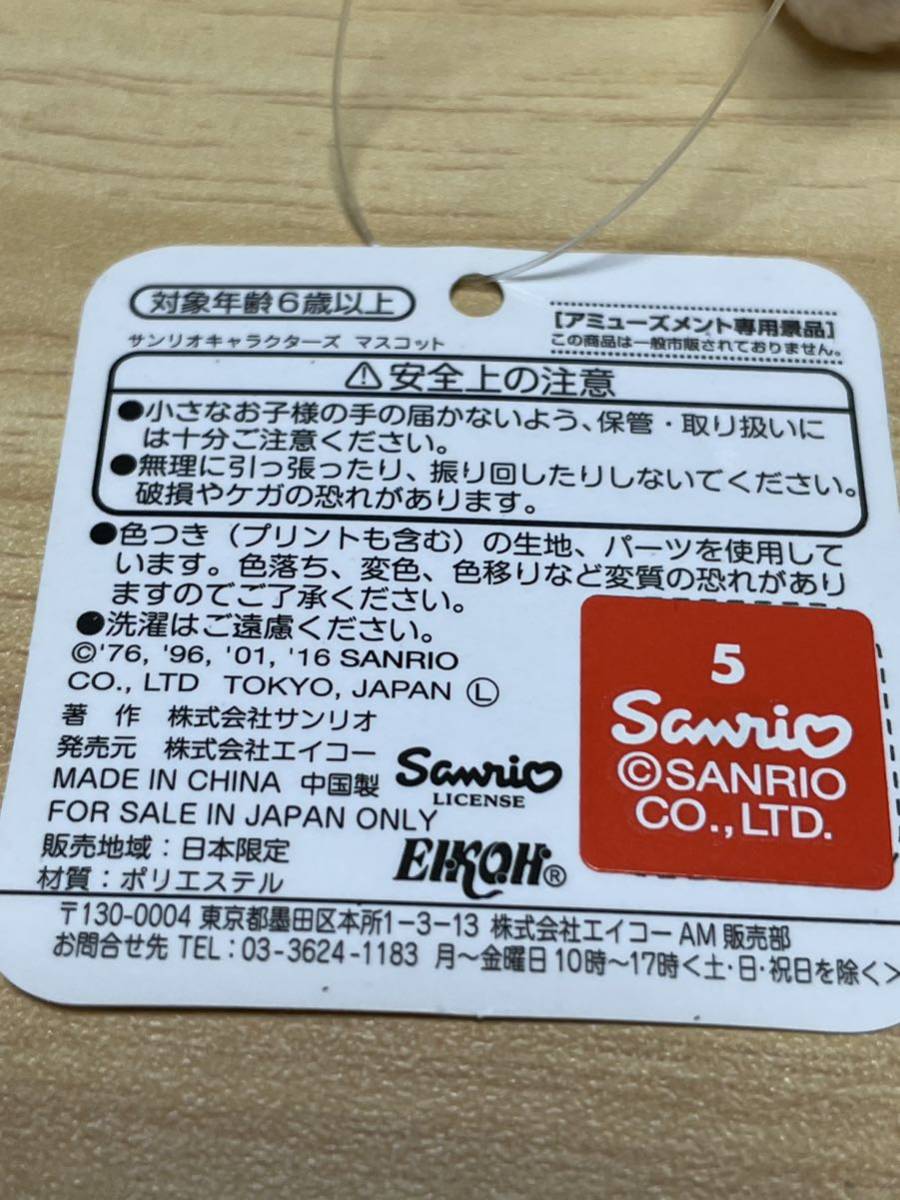 対象年齢6歳以上
[アミューズメント専用景品]
この商品は一般市販されておりません。
サンリオキャラクターズ マスコット
⚠安全上の注意
●小さなお子様の手の届かないよう、保管・取り扱いに
は十分ご注意ください。
●無理に引っ張ったり、振り回したりしないでください。
破損やケガの恐れがあります。
●色つき（プリントも含む）の生地、パーツを使用して
います。色落ち、変色、色移りなど変質の恐れがあり
ますのでご了承ください。
●洗濯はご遠慮ください。
©'76, '96, '01, '16 SANRIO
CO., LTD TOKYO, JAPAN Ⓛ
著 作 株式会社サンリオ
発売元 株式会社エイコー
MADE IN CHINA 中国製
FOR SALE IN JAPAN ONLY
販売地域：日本限定
材質：ポリエステル
Sanrio
LICENSE
EIKOH®
5
Sanrio
©SANRIO
CO.,LTD.
〒130-0004 東京都墨田区本所1-3-13 株式会社エイコー AM販売部
お問合せ先 TEL：03-3624-1183 月～金曜日10時～17時<土・日・祝日を除く>